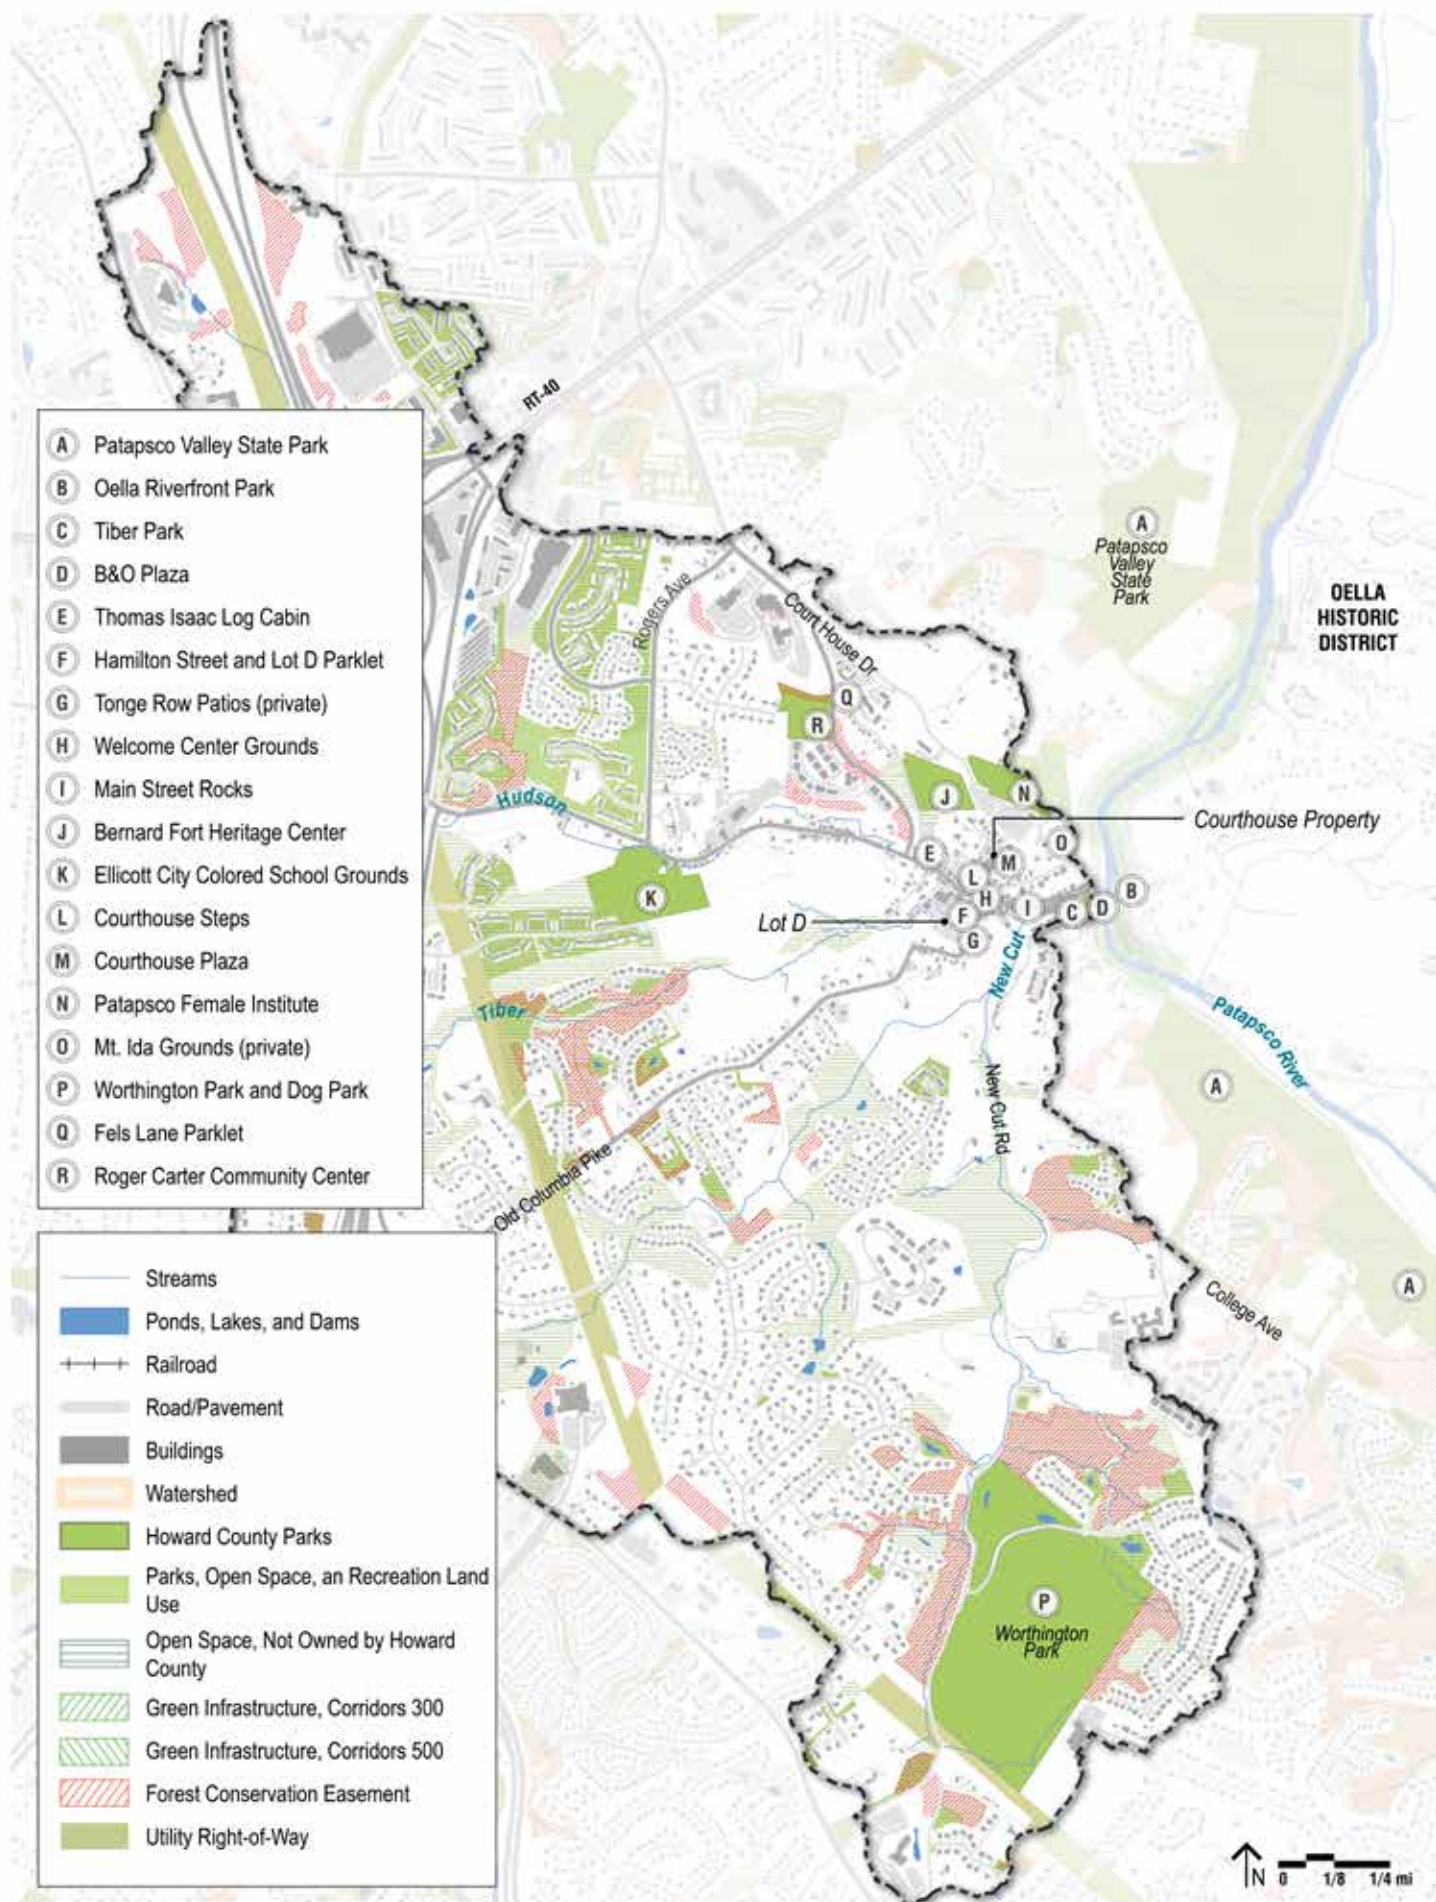 RT-40
A Patapsco Valley State Park
B Oella Riverfront Park
C Tiber Park
D B&O Plaza
E Thomas Isaac Log Cabin
F Hamilton Street and Lot D Parklet
G Tonge Row Patios (private)
H Welcome Center Grounds
I Main Street Rocks
J Bernard Fort Heritage Center
K Ellicott City Colored School Grounds
L Courthouse Steps
M Courthouse Plaza
N Patapsco Female Institute
O Mt. Ida Grounds (private)
P Worthington Park and Dog Park
Q Fels Lane Parklet
R Roger Carter Community Center
A
Patapsco
Valley
State
Park
OELLA
HISTORIC
DISTRICT
Rogers Ave
Court House Dr
Q
R
Hudson
J
N
Courthouse Property
O
E
M
L
H
K
B
D
C
I
F
Lot D
G
New Cut
Tiber
Patapsco River
A
New Cut Rd
Old Columbia Pike
A
College Ave
Streams
Ponds, Lakes, and Dams
Railroad
Road/Pavement
Buildings
Watershed
Howard County Parks
Parks, Open Space, an Recreation Land
Use
Open Space, Not Owned by Howard
County
Green Infrastructure, Corridors 300
Green Infrastructure, Corridors 500
Forest Conservation Easement
Utility Right-of-Way
P
Worthington
Park
N
0 1/8 1/4 mi